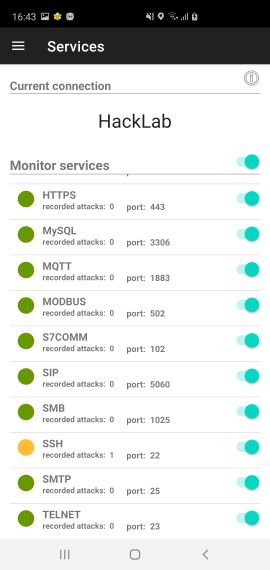 16:43
Services
Current connection
HackLab
Monitor services
HTTPS
recorded attacks: 0 port: 443
MySQL
recorded attacks: 0 port: 3306
MQTT
recorded attacks: 0 port: 1883
MODBUS
recorded attacks: 0 port: 502
S7COMM
recorded attacks: 0 port: 102
SIP
recorded attacks: 0 port: 5060
SMB
recorded attacks: 0 port: 1025
SSH
recorded attacks: 1 port: 22
SMTP
recorded attacks: 0 port: 25
TELNET
recorded attacks: 0 port: 23